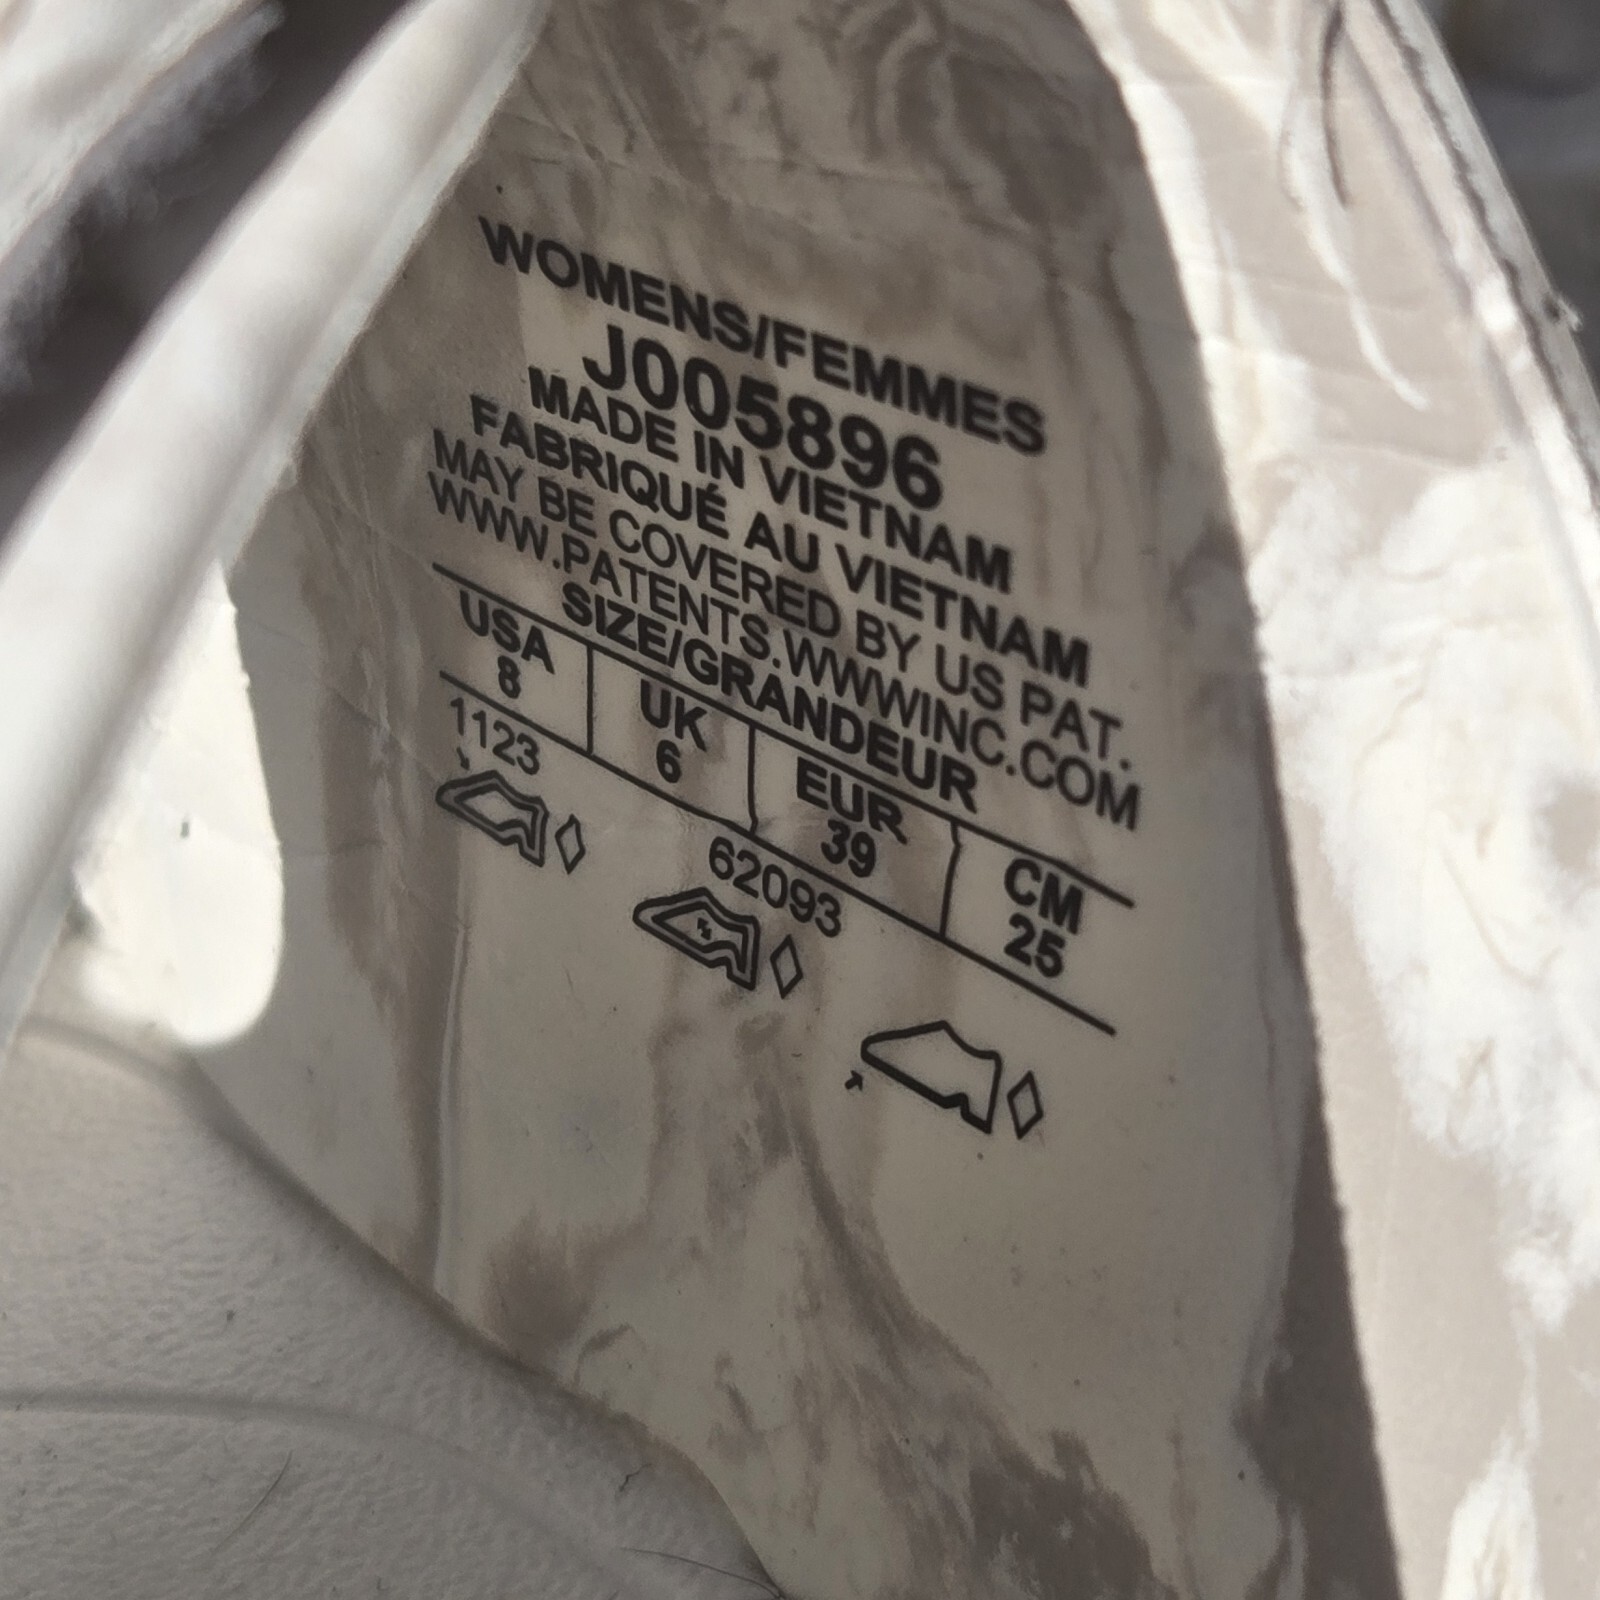 WOMENS/FEMMES
J005896
MADE IN VIETNAM
FABRIQUÉ AU VIETNAM
MAY BE COVERED BY US PAT.
WWW.PATENTS.WWWINC.COM
SIZE/GRANDEUR
USA UK EUR CM
8 6 39 25
1123 62093